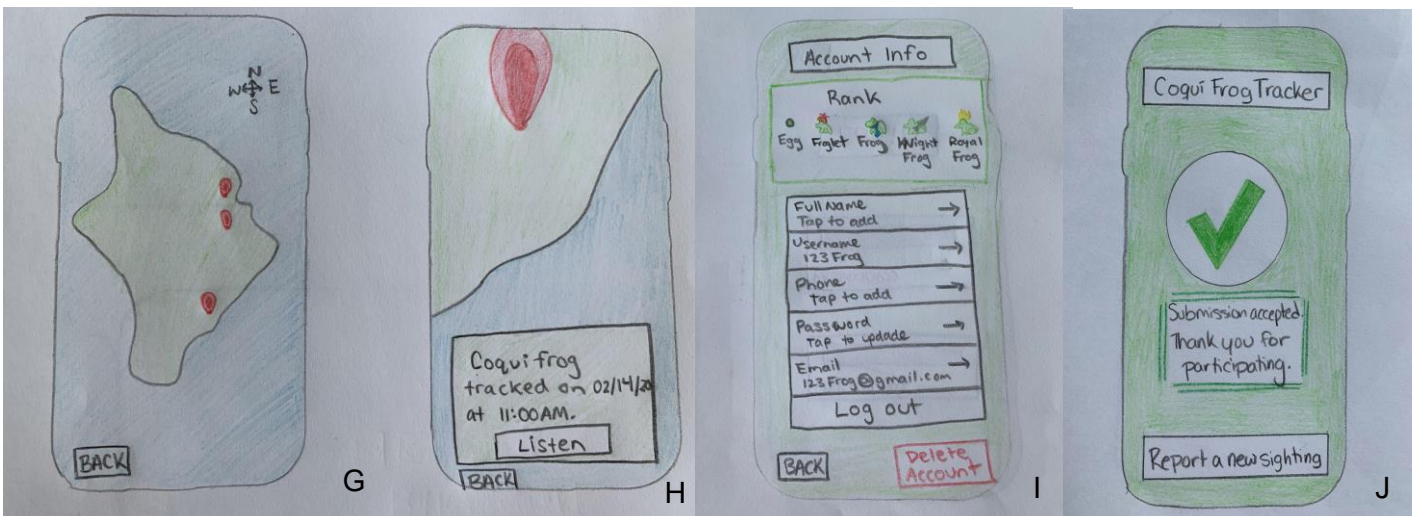 N
W E
S
BACK
G
Coqui frog
tracked on 02/14/20
at 11:00AM.
Listen
BACK
H
Account Info
Rank
Egg Froglet Frog Knight Frog Royal Frog
Full Name
Tap to add
Username
123 Frog
Phone
Tap to add
Password
Tap to updade
Email
123Frog@gmail.com
Log out
BACK
Delete
Account
I
Coqui Frog Tracker
Submission accepted.
Thank you for
participating.
Report a new sighting
J